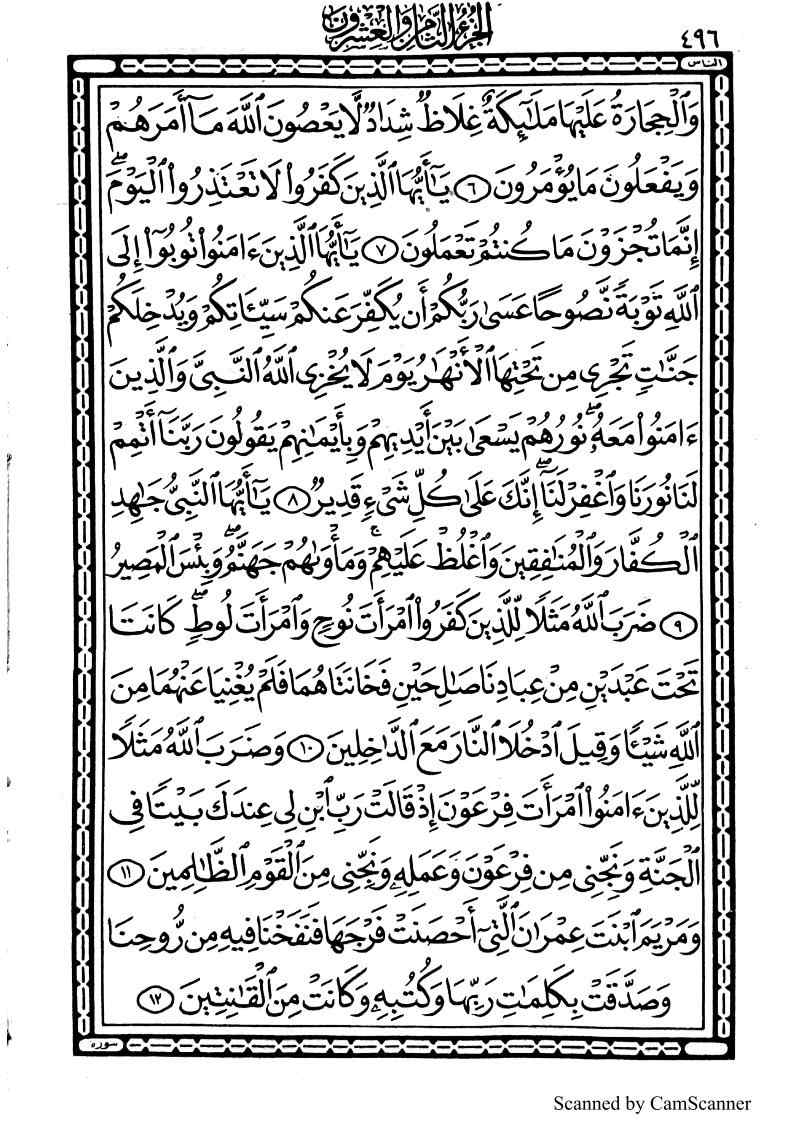 الجزء الثامن والعشرون
٤٩٦
الناس
وَٱلْحِجَارَةُ عَلَيْهَا مَلَٰٓئِكَةٌ غِلَاظٌ شِدَادٌ لَّا يَعْصُونَ ٱللَّهَ مَآ أَمَرَهُمْ
وَيَفْعَلُونَ مَا يُؤْمَرُونَ ٦ يَٰٓأَيُّهَا ٱلَّذِينَ كَفَرُوا۟ لَا تَعْتَذِرُوا۟ ٱلْيَوْمَ ۖ
إِنَّمَا تُجْزَوْنَ مَا كُنتُمْ تَعْمَلُونَ ٧ يَٰٓأَيُّهَا ٱلَّذِينَ ءَامَنُوا۟ تُوبُوٓا۟ إِلَى
ٱللَّهِ تَوْبَةً نَّصُوحًا عَسَىٰ رَبُّكُمْ أَن يُكَفِّرَ عَنكُمْ سَيِّـَٔاتِكُمْ وَيُدْخِلَكُمْ
جَنَّٰتٍ تَجْرِى مِن تَحْتِهَا ٱلْأَنْهَٰرُ يَوْمَ لَا يُخْزِى ٱللَّهُ ٱلنَّبِىَّ وَٱلَّذِينَ
ءَامَنُوا۟ مَعَهُۥ ۖ نُورُهُمْ يَسْعَىٰ بَيْنَ أَيْدِيهِمْ وَبِأَيْمَٰنِهِمْ يَقُولُونَ رَبَّنَآ أَتْمِمْ
لَنَا نُورَنَا وَٱغْفِرْ لَنَآ ۖ إِنَّكَ عَلَىٰ كُلِّ شَىْءٍ قَدِيرٌ ٨ يَٰٓأَيُّهَا ٱلنَّبِىُّ جَٰهِدِ
ٱلْكُفَّارَ وَٱلْمُنَٰفِقِينَ وَٱغْلُظْ عَلَيْهِمْ ۚ وَمَأْوَىٰهُمْ جَهَنَّمُ ۖ وَبِئْسَ ٱلْمَصِيرُ
٩ ضَرَبَ ٱللَّهُ مَثَلًا لِّلَّذِينَ كَفَرُوا۟ ٱمْرَأَتَ نُوحٍ وَٱمْرَأَتَ لُوطٍ ۖ كَانَتَا
تَحْتَ عَبْدَيْنِ مِنْ عِبَادِنَا صَٰلِحَيْنِ فَخَانَتَاهُمَا فَلَمْ يُغْنِيَا عَنْهُمَا مِنَ
ٱللَّهِ شَيْـًٔا وَقِيلَ ٱدْخُلَا ٱلنَّارَ مَعَ ٱلدَّٰخِلِينَ ١٠ وَضَرَبَ ٱللَّهُ مَثَلًا
لِّلَّذِينَ ءَامَنُوا۟ ٱمْرَأَتَ فِرْعَوْنَ إِذْ قَالَتْ رَبِّ ٱبْنِ لِى عِندَكَ بَيْتًا فِى
ٱلْجَنَّةِ وَنَجِّنِى مِن فِرْعَوْنَ وَعَمَلِهِۦ وَنَجِّنِى مِنَ ٱلْقَوْمِ ٱلظَّٰلِمِينَ ١١
وَمَرْيَمَ ٱبْنَتَ عِمْرَٰنَ ٱلَّتِىٓ أَحْصَنَتْ فَرْجَهَا فَنَفَخْنَا فِيهِ مِن رُّوحِنَا
وَصَدَّقَتْ بِكَلِمَٰتِ رَبِّهَا وَكُتُبِهِۦ وَكَانَتْ مِنَ ٱلْقَٰنِتِينَ ١٢
سوره
Scanned by CamScanner